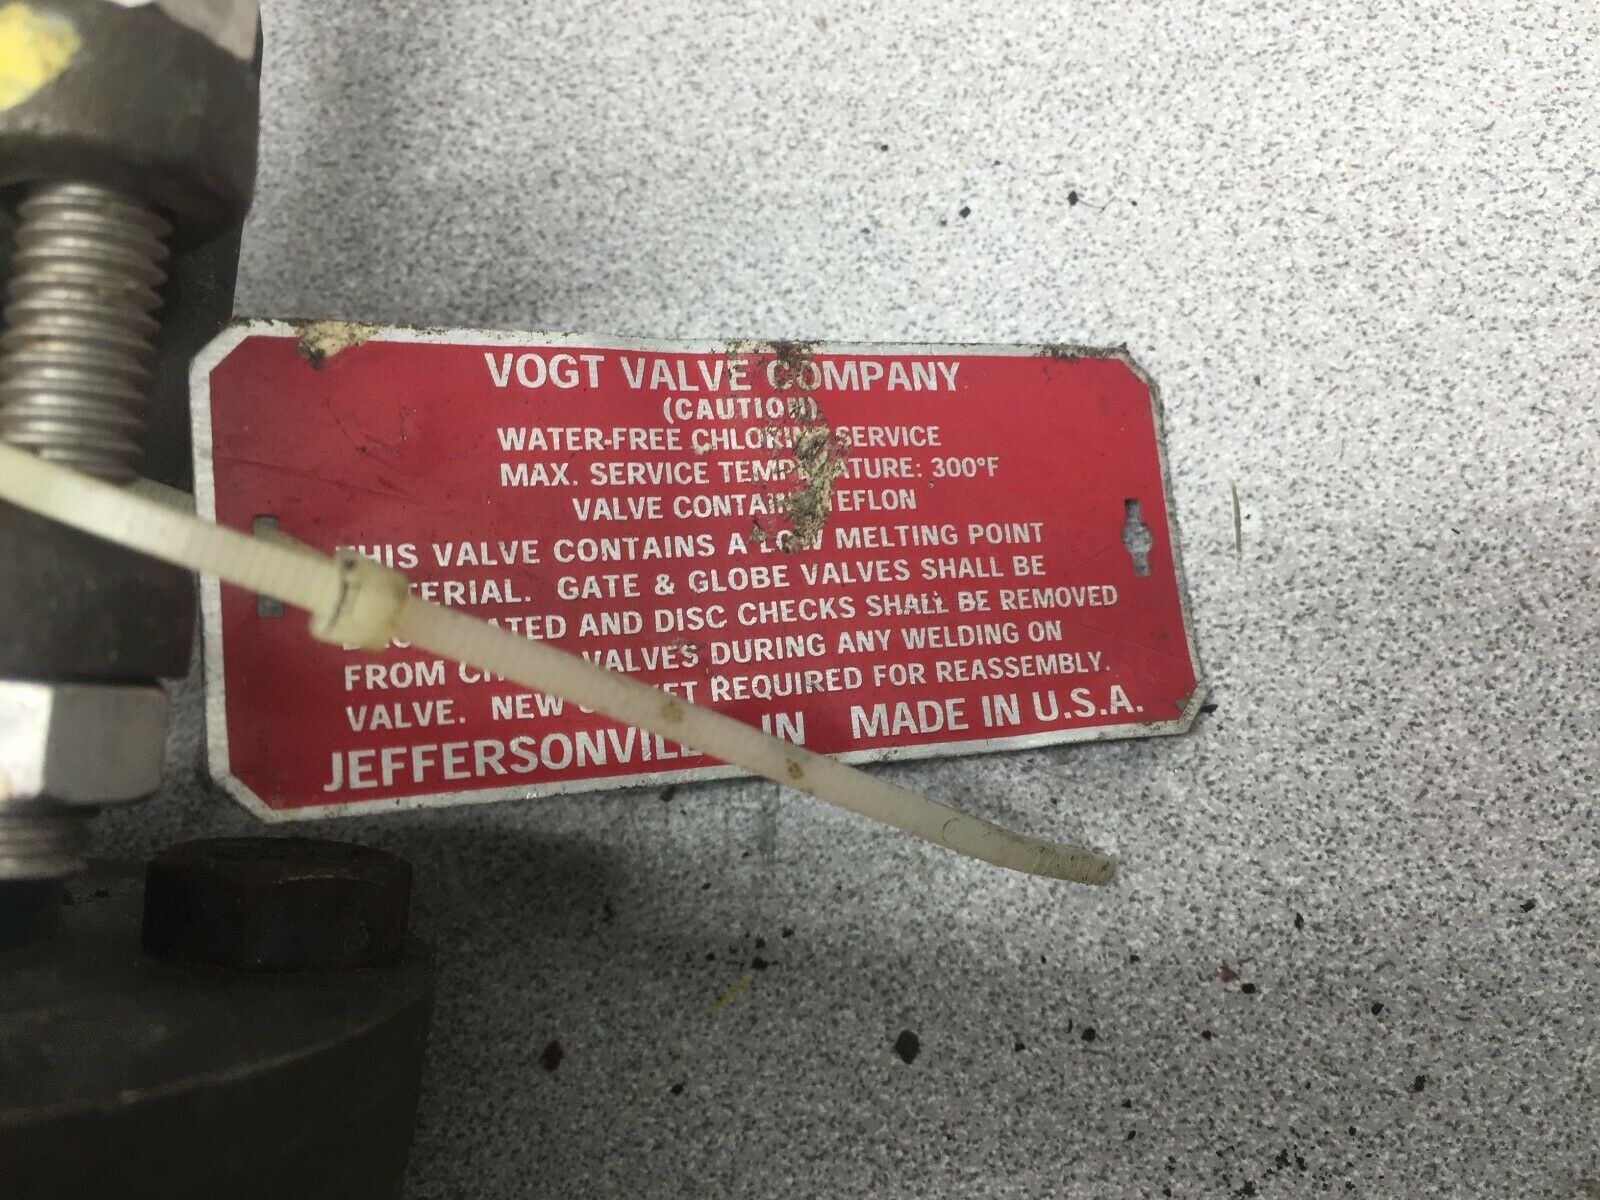 VOGT VALVE COMPANY
(CAUTION)
WATER-FREE CHLORINE SERVICE
MAX. SERVICE TEMPERATURE: 300°F
VALVE CONTAINS TEFLON
THIS VALVE CONTAINS A LOW MELTING POINT
MATERIAL. GATE & GLOBE VALVES SHALL BE
AND DISC CHECKS SHALL BE REMOVED
FROM CHECK VALVES DURING ANY WELDING ON
VALVE. NEW GASKET REQUIRED FOR REASSEMBLY.
JEFFERSONVILLE, IN MADE IN U.S.A.